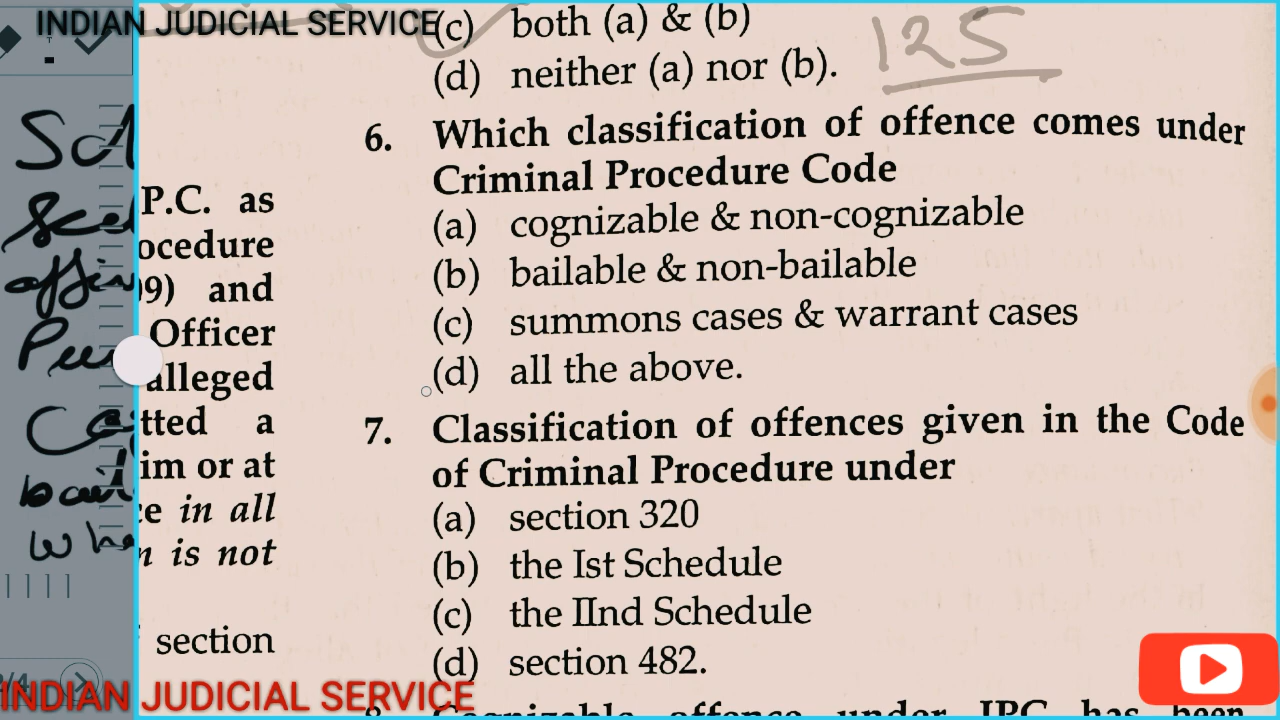 INDIAN JUDICIAL SERVICE
(c) both (a) & (b)
(d) neither (a) nor (b).
125
6. Which classification of offence comes under
Criminal Procedure Code
(a) cognizable & non-cognizable
(b) bailable & non-bailable
(c) summons cases & warrant cases
(d) all the above.
7. Classification of offences given in the Code
of Criminal Procedure under
(a) section 320
(b) the Ist Schedule
(c) the IInd Schedule
(d) section 482.
P.C. as
ocedure
9) and
Officer
alleged
tted a
im or at
e in all
n is not
section
INDIAN JUDICIAL SERVICE